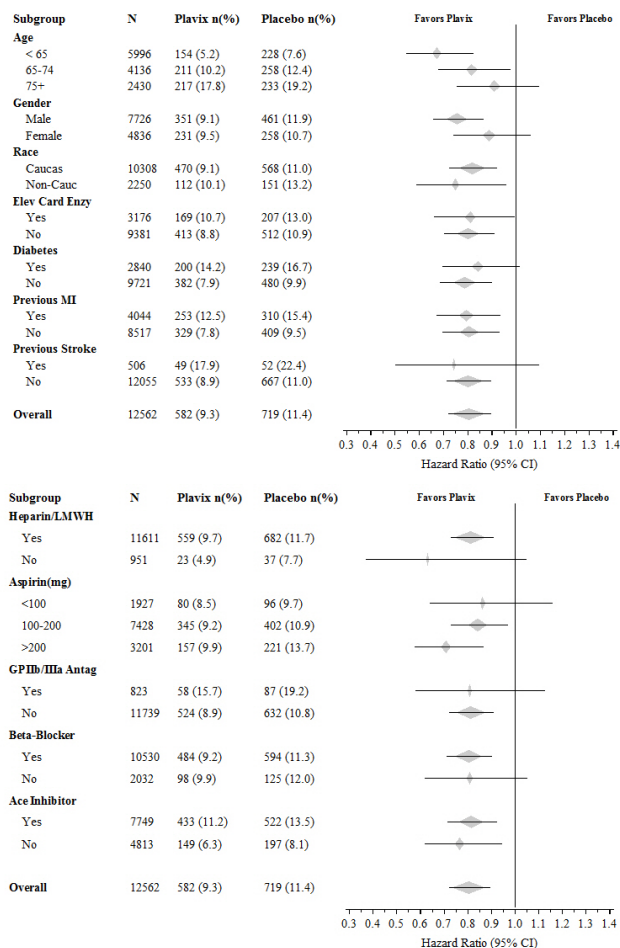 Subgroup N Plavix n(%) Placebo n(%) Favors Plavix Favors Placebo
Age
< 65 5996 154 (5.2) 228 (7.6)
65-74 4136 211 (10.2) 258 (12.4)
75+ 2430 217 (17.8) 233 (19.2)
Gender
Male 7726 351 (9.1) 461 (11.9)
Female 4836 231 (9.5) 258 (10.7)
Race
Caucas 10308 470 (9.1) 568 (11.0)
Non-Cauc 2250 112 (10.1) 151 (13.2)
Elev Card Enzy
Yes 3176 169 (10.7) 207 (13.0)
No 9381 413 (8.8) 512 (10.9)
Diabetes
Yes 2840 200 (14.2) 239 (16.7)
No 9721 382 (7.9) 480 (9.9)
Previous MI
Yes 4044 253 (12.5) 310 (15.4)
No 8517 329 (7.8) 409 (9.5)
Previous Stroke
Yes 506 49 (17.9) 52 (22.4)
No 12055 533 (8.9) 667 (11.0)
Overall 12562 582 (9.3) 719 (11.4)
0.3 0.4 0.5 0.6 0.7 0.8 0.9 1.0 1.1 1.2 1.3 1.4
Hazard Ratio (95% CI)
Subgroup N Plavix n(%) Placebo n(%) Favors Plavix Favors Placebo
Heparin/LMWH
Yes 11611 559 (9.7) 682 (11.7)
No 951 23 (4.9) 37 (7.7)
Aspirin(mg)
<100 1927 80 (8.5) 96 (9.7)
100-200 7428 345 (9.2) 402 (10.9)
>200 3201 157 (9.9) 221 (13.7)
GPIIb/IIIa Antag
Yes 823 58 (15.7) 87 (19.2)
No 11739 524 (8.9) 632 (10.8)
Beta-Blocker
Yes 10530 484 (9.2) 594 (11.3)
No 2032 98 (9.9) 125 (12.0)
Ace Inhibitor
Yes 7749 433 (11.2) 522 (13.5)
No 4813 149 (6.3) 197 (8.1)
Overall 12562 582 (9.3) 719 (11.4)
0.3 0.4 0.5 0.6 0.7 0.8 0.9 1.0 1.1 1.2 1.3 1.4
Hazard Ratio (95% CI)